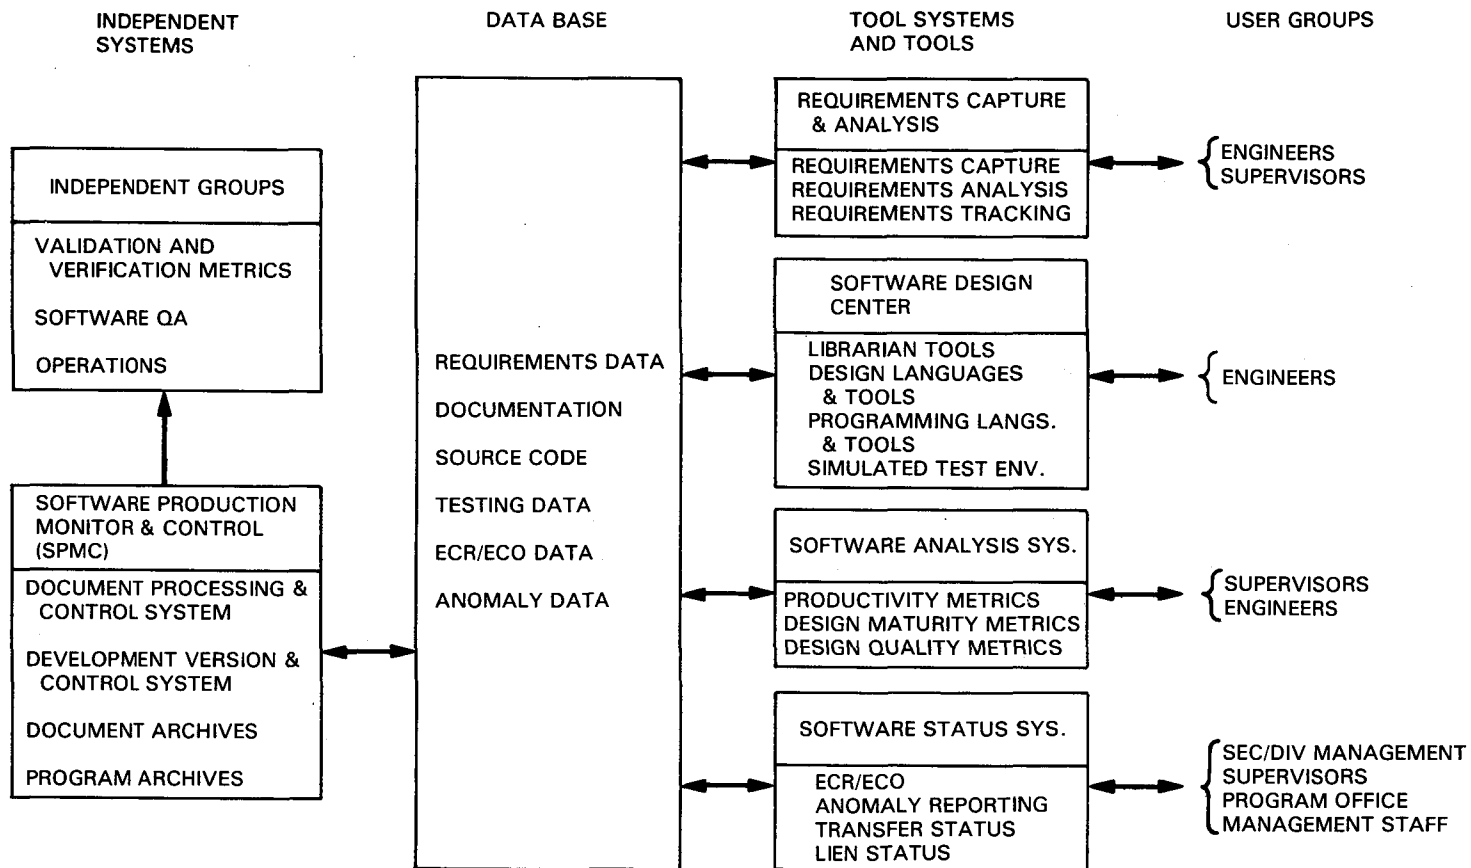 INDEPENDENT
SYSTEMS
DATA BASE
TOOL SYSTEMS
AND TOOLS
USER GROUPS
INDEPENDENT GROUPS
VALIDATION AND
VERIFICATION METRICS
SOFTWARE QA
OPERATIONS
SOFTWARE PRODUCTION
MONITOR & CONTROL
(SPMC)
DOCUMENT PROCESSING &
CONTROL SYSTEM
DEVELOPMENT VERSION &
CONTROL SYSTEM
DOCUMENT ARCHIVES
PROGRAM ARCHIVES
REQUIREMENTS DATA
DOCUMENTATION
SOURCE CODE
TESTING DATA
ECR/ECO DATA
ANOMALY DATA
REQUIREMENTS CAPTURE
& ANALYSIS
REQUIREMENTS CAPTURE
REQUIREMENTS ANALYSIS
REQUIREMENTS TRACKING
ENGINEERS
SUPERVISORS
SOFTWARE DESIGN
CENTER
LIBRARIAN TOOLS
DESIGN LANGUAGES
& TOOLS
PROGRAMMING LANGS.
& TOOLS
SIMULATED TEST ENV.
ENGINEERS
SOFTWARE ANALYSIS SYS.
PRODUCTIVITY METRICS
DESIGN MATURITY METRICS
DESIGN QUALITY METRICS
SUPERVISORS
ENGINEERS
SOFTWARE STATUS SYS.
ECR/ECO
ANOMALY REPORTING
TRANSFER STATUS
LIEN STATUS
SEC/DIV MANAGEMENT
SUPERVISORS
PROGRAM OFFICE
MANAGEMENT STAFF